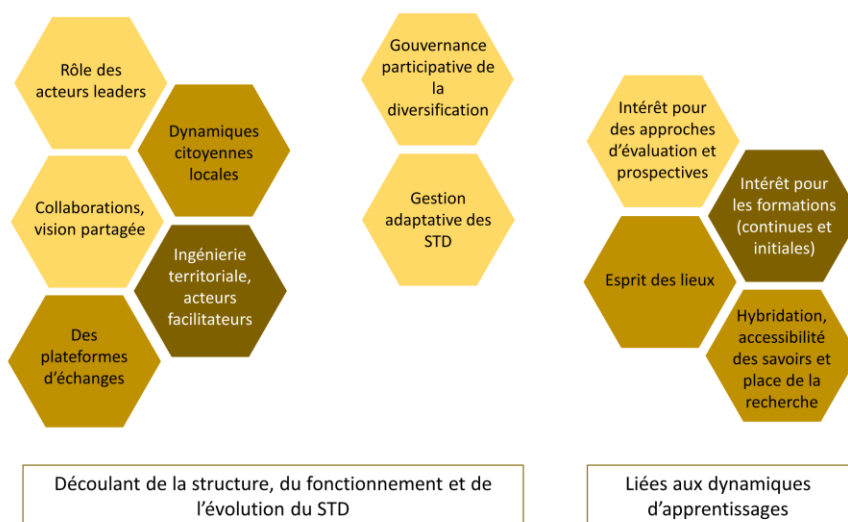 Rôle des
acteurs leaders
Dynamiques
citoyennes
locales
Collaborations,
vision partagée
Ingénierie
territoriale,
acteurs
facilitateurs
Des
plateformes
d'échanges
Gouvernance
participative de
la
diversification
Gestion
adaptative des
STD
Intérêt pour
des approches
d'évaluation et
prospectives
Intérêt pour
les formations
(continues et
initiales)
Esprit des lieux
Hybridation,
accessibilité
des savoirs et
place de la
recherche
Découlant de la structure, du fonctionnement et de
l'évolution du STD
Liées aux dynamiques
d'apprentissages